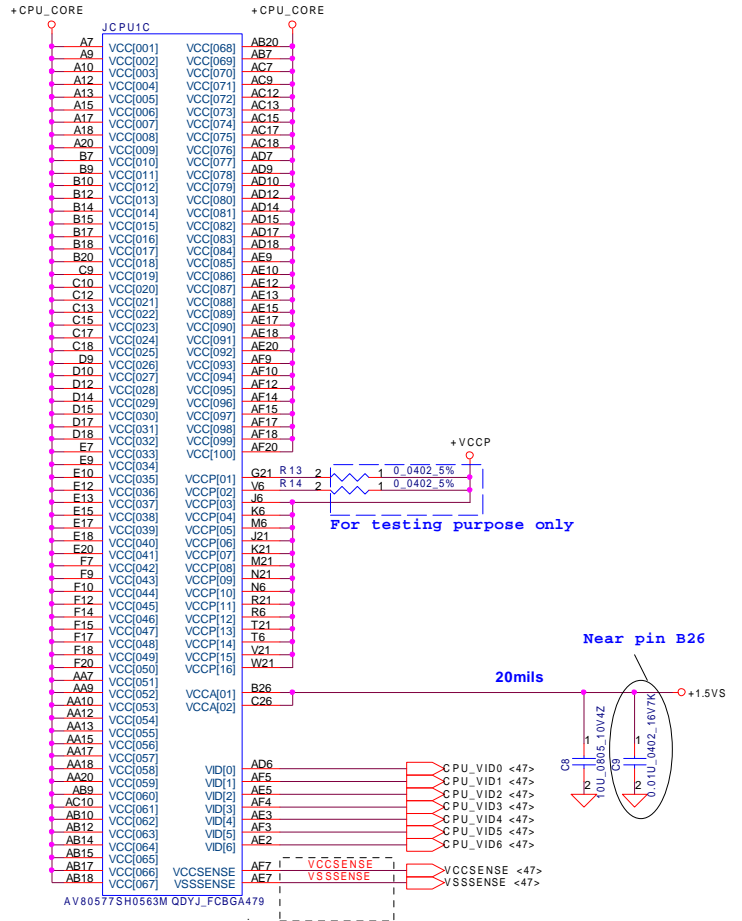 +CPU_CORE +CPU_CORE
JCPU1C
A7 VCC[001] VCC[068] AB20
A9 VCC[002] VCC[069] AB7
A10 VCC[003] VCC[070] AC7
A12 VCC[004] VCC[071] AC9
A13 VCC[005] VCC[072] AC12
A15 VCC[006] VCC[073] AC13
A17 VCC[007] VCC[074] AC15
A18 VCC[008] VCC[075] AC17
A20 VCC[009] VCC[076] AC18
B7 VCC[010] VCC[077] AD7
B9 VCC[011] VCC[078] AD9
B10 VCC[012] VCC[079] AD10
B12 VCC[013] VCC[080] AD12
B14 VCC[014] VCC[081] AD14
B15 VCC[015] VCC[082] AD15
B17 VCC[016] VCC[083] AD17
B18 VCC[017] VCC[084] AD18
B20 VCC[018] VCC[085] AE9
C9 VCC[019] VCC[086] AE10
C10 VCC[020] VCC[087] AE12
C12 VCC[021] VCC[088] AE13
C13 VCC[022] VCC[089] AE15
C15 VCC[023] VCC[090] AE17
C17 VCC[024] VCC[091] AE18
C18 VCC[025] VCC[092] AE20
D9 VCC[026] VCC[093] AF9
D10 VCC[027] VCC[094] AF10
D12 VCC[028] VCC[095] AF12
D14 VCC[029] VCC[096] AF14
D15 VCC[030] VCC[097] AF15
D17 VCC[031] VCC[098] AF17
D18 VCC[032] VCC[099] AF18
E7 VCC[033] VCC[100] AF20
+VCCP
E9 VCC[034]
E10 VCC[035] VCCP[01] G21 R13 2 1 0_0402_5%
E12 VCC[036] VCCP[02] V6 R14 2 1 0_0402_5%
E13 VCC[037] VCCP[03] J6
E15 VCC[038] VCCP[04] K6
E17 VCC[039] VCCP[05] M6
For testing purpose only
E18 VCC[040] VCCP[06] J21
E20 VCC[041] VCCP[07] K21
F7 VCC[042] VCCP[08] M21
F9 VCC[043] VCCP[09] N21
F10 VCC[044] VCCP[10] N6
F12 VCC[045] VCCP[11] R21
F14 VCC[046] VCCP[12] R6
F15 VCC[047] VCCP[13] T21
F17 VCC[048] VCCP[14] T6
F18 VCC[049] VCCP[15] V21
F20 VCC[050] VCCP[16] W21
Near pin B26
AA7 VCC[051]
20mils
AA9 VCC[052] VCCA[01] B26
+1.5VS
AA10 VCC[053] VCCA[02] C26
AA12 VCC[054]
AA13 VCC[055]
AA15 VCC[056]
AA17 VCC[057]
1 C8 2 10U_0805_10V4Z
1 C9 2 0.01U_0402_16V7K
AA18 VCC[058] VID[0] AD6 CPU_VID0 <47>
AA20 VCC[059] VID[1] AF5 CPU_VID1 <47>
AB9 VCC[060] VID[2] AE5 CPU_VID2 <47>
AC10 VCC[061] VID[3] AF4 CPU_VID3 <47>
AB10 VCC[062] VID[4] AE3 CPU_VID4 <47>
AB12 VCC[063] VID[5] AF3 CPU_VID5 <47>
AB14 VCC[064] VID[6] AE2 CPU_VID6 <47>
AB15 VCC[065]
AB17 VCC[066] VCCSENSE AF7 VCCSENSE VCCSENSE <47>
AB18 VCC[067] VSSSENSE AE7 VSSSENSE VSSSENSE <47>
AV80577SH0563M QDYJ_FCBGA479